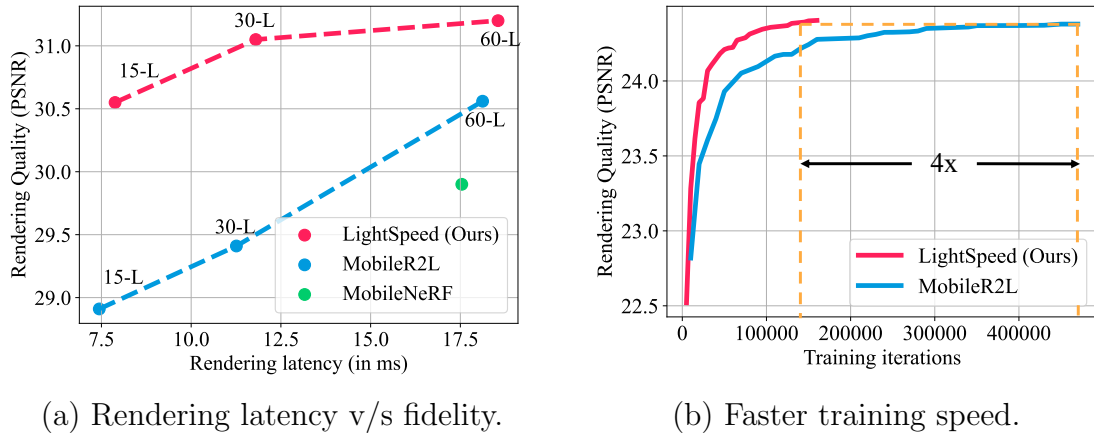 31.0
30.5
30.0
29.5
29.0
Rendering Quality (PSNR)
15-L
30-L
60-L
60-L
30-L
15-L
LightSpeed (Ours)
MobileR2L
MobileNeRF
7.5 10.0 12.5 15.0 17.5
Rendering latency (in ms)
(a) Rendering latency v/s fidelity.
24.0
23.5
23.0
22.5
Rendering Quality (PSNR)
4x
LightSpeed (Ours)
MobileR2L
0 100000 200000 300000 400000
Training iterations
(b) Faster training speed.